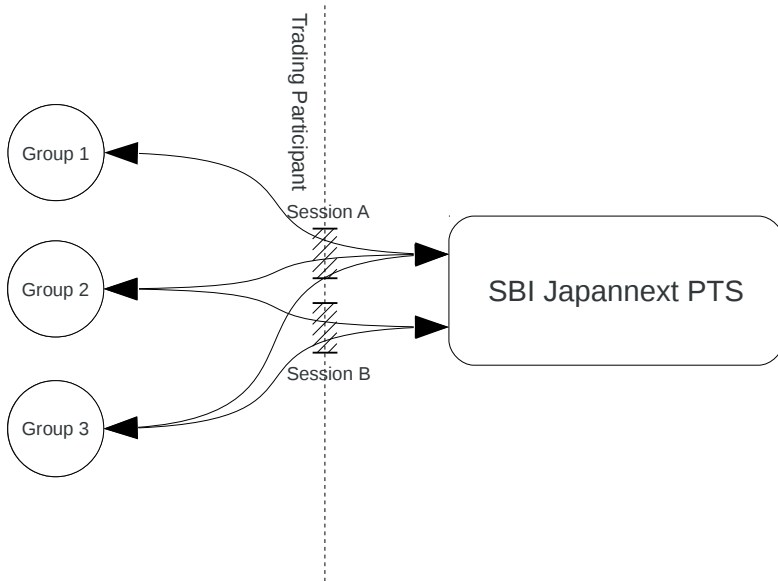 Trading Participant
Group 1
Session A
Group 2
SBI Japannext PTS
Session B
Group 3